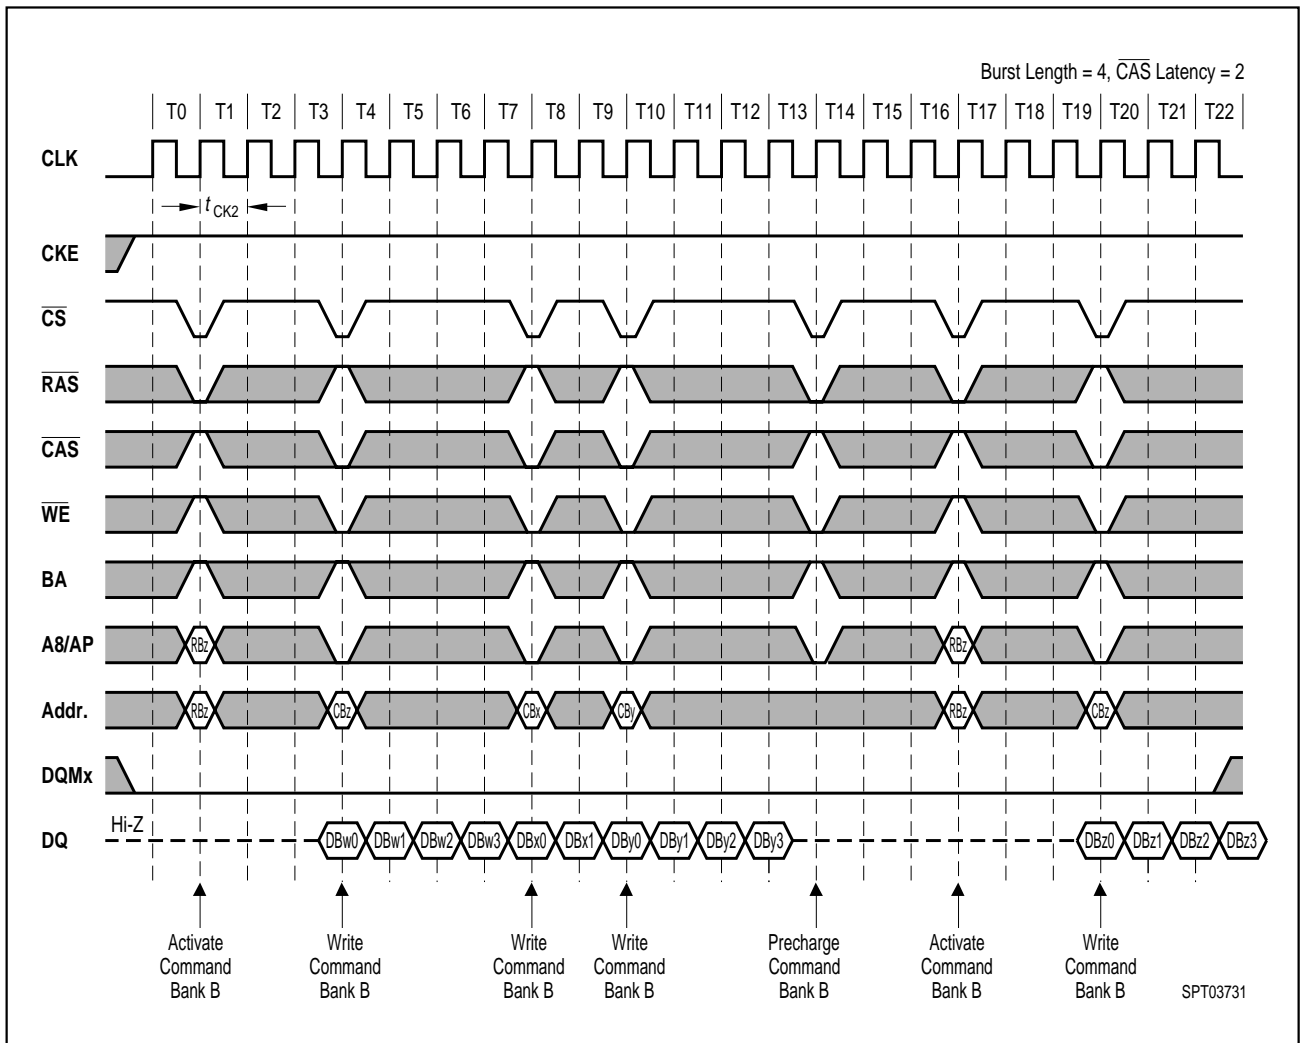 Burst Length = 4, CAS Latency = 2
T0 T1 T2 T3 T4 T5 T6 T7 T8 T9 T10 T11 T12 T13 T14 T15 T16 T17 T18 T19 T20 T21 T22
CLK
t CK2
CKE
CS
RAS
CAS
WE
BA
A8/AP RBz RBz
Addr. RBz CBz CBx CBy RBz CBz
DQMx
Hi-Z
DQ DBw0 DBw1 DBw2 DBw3 DBx0 DBx1 DBy0 DBy1 DBy2 DBy3 DBz0 DBz1 DBz2 DBz3
Activate Command Bank B
Write Command Bank B
Write Command Bank B
Write Command Bank B
Precharge Command Bank B
Activate Command Bank B
Write Command Bank B
SPT03731